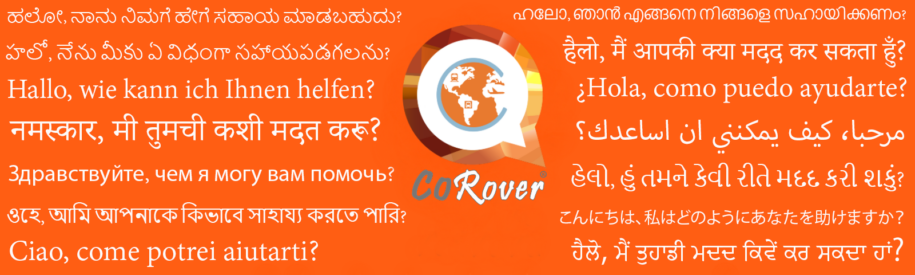 ಹಲೋ, ನಾನು ನಿಮಗೆ ಹೇಗೆ ಸಹಾಯ ಮಾಡಬಹುದು?
హలో, నేను మీకు ఏ విధంగా సహాయపడగలను?
Hallo, wie kann ich Ihnen helfen?
नमस्कार, मी तुमची कशी मदत करू?
Здравствуйте, чем я могу вам помочь?
ওহে, আমি আপনাকে কিভাবে সাহায্য করতে পারি?
Ciao, come potrei aiutarti?
CoRover
ഹലോ, ഞാൻ എങ്ങനെ നിങ്ങളെ സഹായിക്കണം?
हैलो, मैं आपकी क्या मदद कर सकता हूँ?
¿Hola, como puedo ayudarte?
مرحبا، كيف يمكنني ان اساعدك؟
હેલો, હું તમને કેવી રીતે મદદ કરી શકું?
こんにちは、私はどのようにあなたを助けますか？
ਹੈਲੋ, ਮੈਂ ਤੁਹਾਡੀ ਮਦਦ ਕਿਵੇਂ ਕਰ ਸਕਦਾ ਹਾਂ?